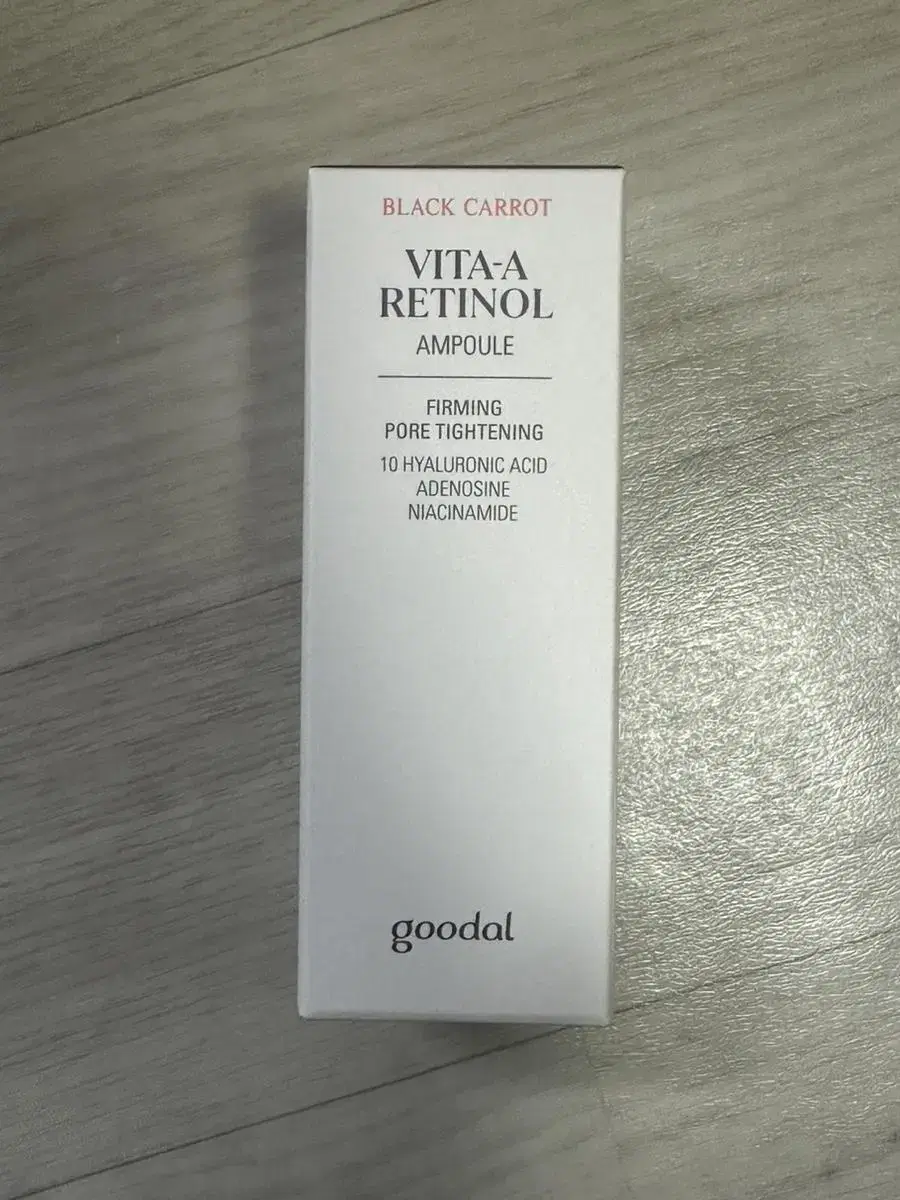 BLACK CARROT
VITA-A
RETINOL
AMPOULE
FIRMING
PORE TIGHTENING
10 HYALURONIC ACID
ADENOSINE
NIACINAMIDE
goodal